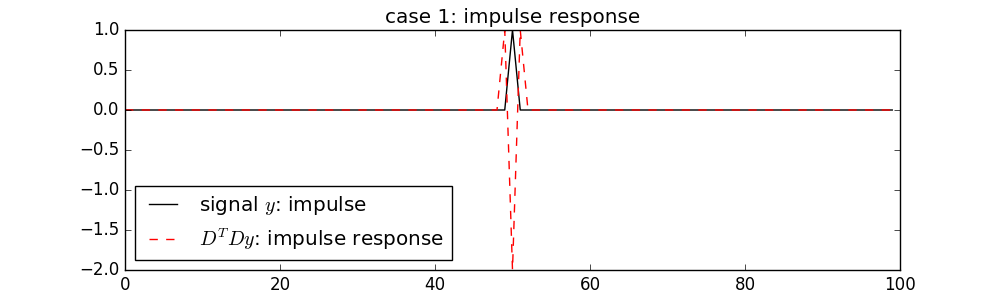 case 1: impulse response
1.0
0.5
0.0
−0.5
−1.0
−1.5
−2.0
signal y: impulse
DᵀDy: impulse response
0 20 40 60 80 100